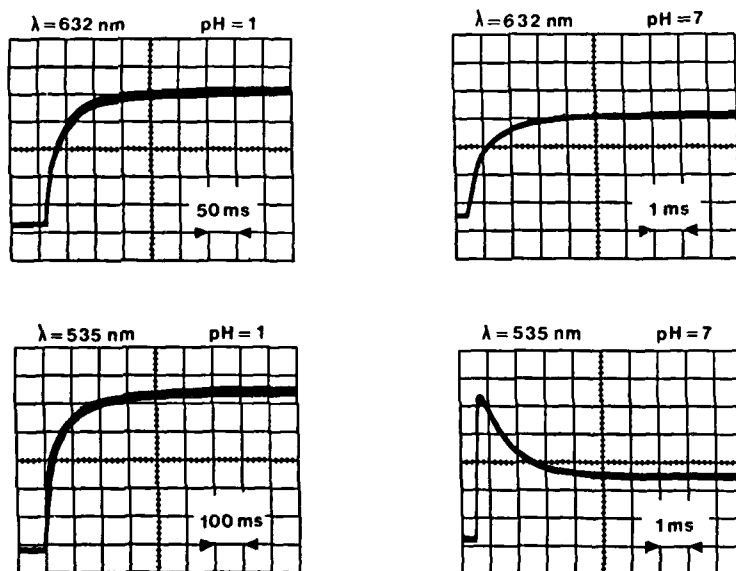 λ=632 nm pH=1
50 ms
λ=632 nm pH=7
1 ms
λ=535 nm pH=1
100 ms
λ=535 nm pH=7
1 ms